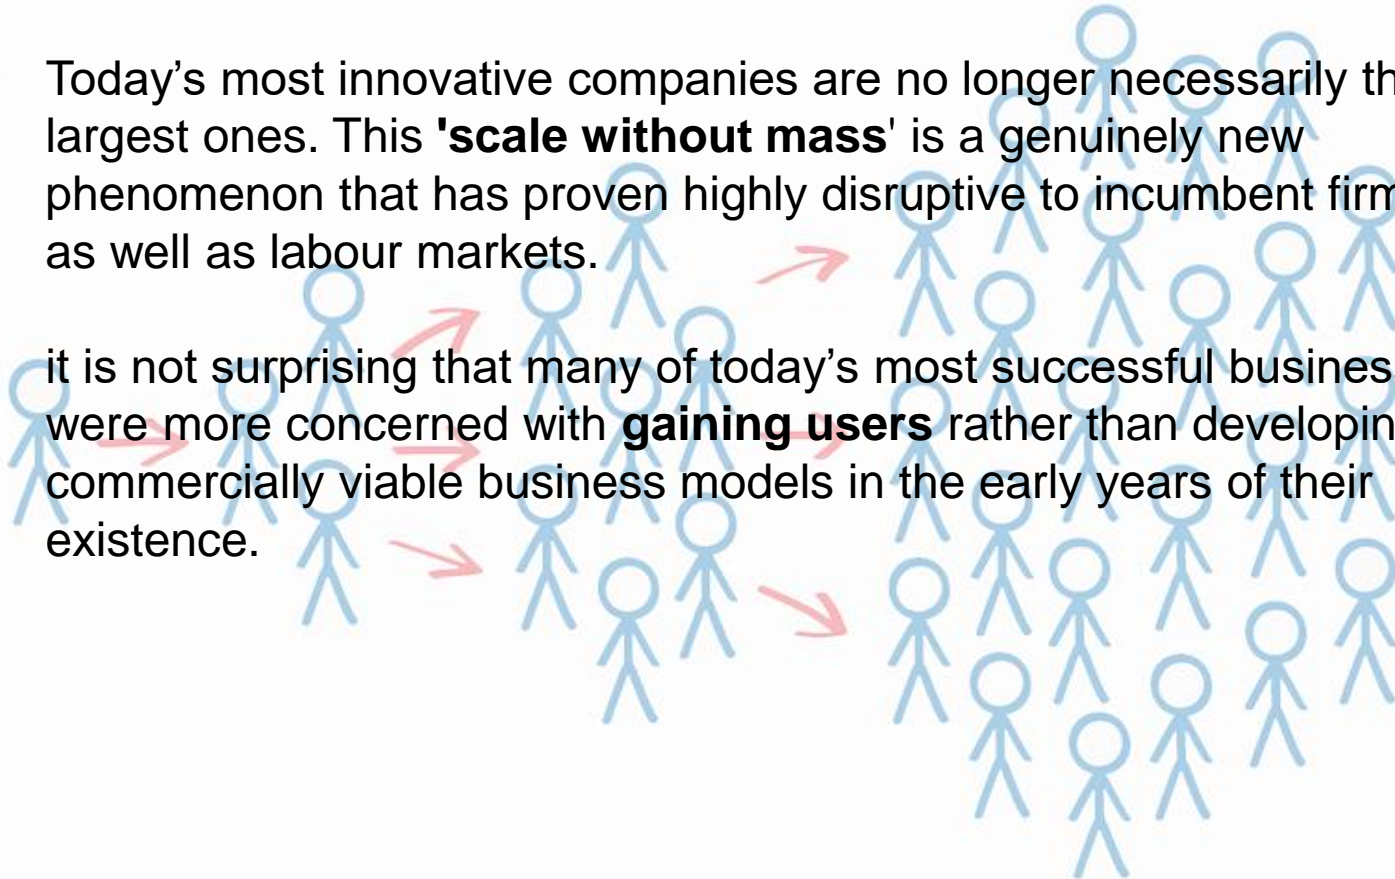 Today’s most innovative companies are no longer necessarily th
largest ones. This 'scale without mass' is a genuinely new
phenomenon that has proven highly disruptive to incumbent firm
as well as labour markets.
it is not surprising that many of today’s most successful busines
were more concerned with gaining users rather than developin
commercially viable business models in the early years of their
existence.